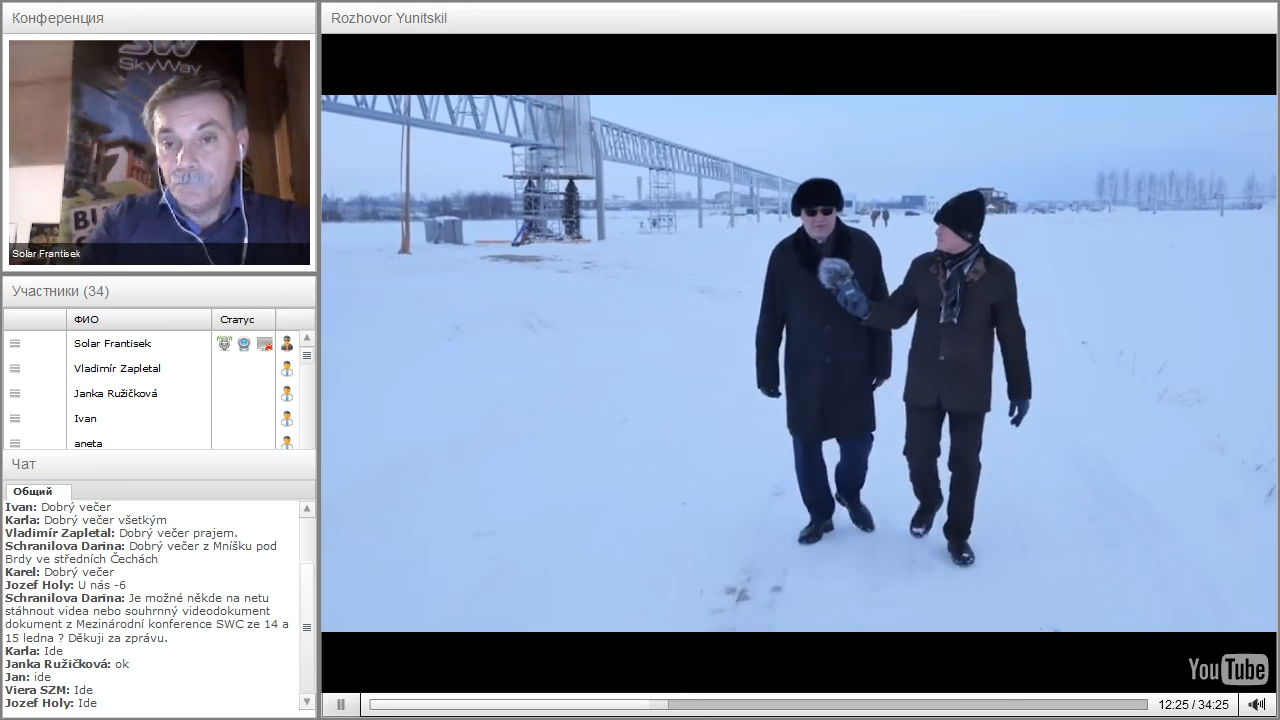 Конференция
SW
SkyWay
Solar Frantisek
Участники (34)
ФИО
Статус
Solar Frantisek
Vladimír Zapletal
Janka Ružičková
Ivan
aneta
Чат
Общий
Ivan: Dobrý večer
Karla: Dobrý večer všetkým
Vladimír Zapletal: Dobrý večer prajem.
Schranilova Darina: Dobrý večer z Mníšku pod
Brdy ve středních Čechách
Karel: Dobrý večer
Jozef Holy: U nás -6
Schranilova Darina: Je možné někde na netu
stáhnout videa nebo souhrnný videodokument
dokument z Mezinárodní konference SWC ze 14 a
15 ledna ? Děkuji za zprávu.
Karla: Ide
Janka Ružičková: ok
Jan: ide
Viera SZM: Ide
Jozef Holy: Ide
Rozhovor Yunitskil
YouTube
12:25 / 34:25